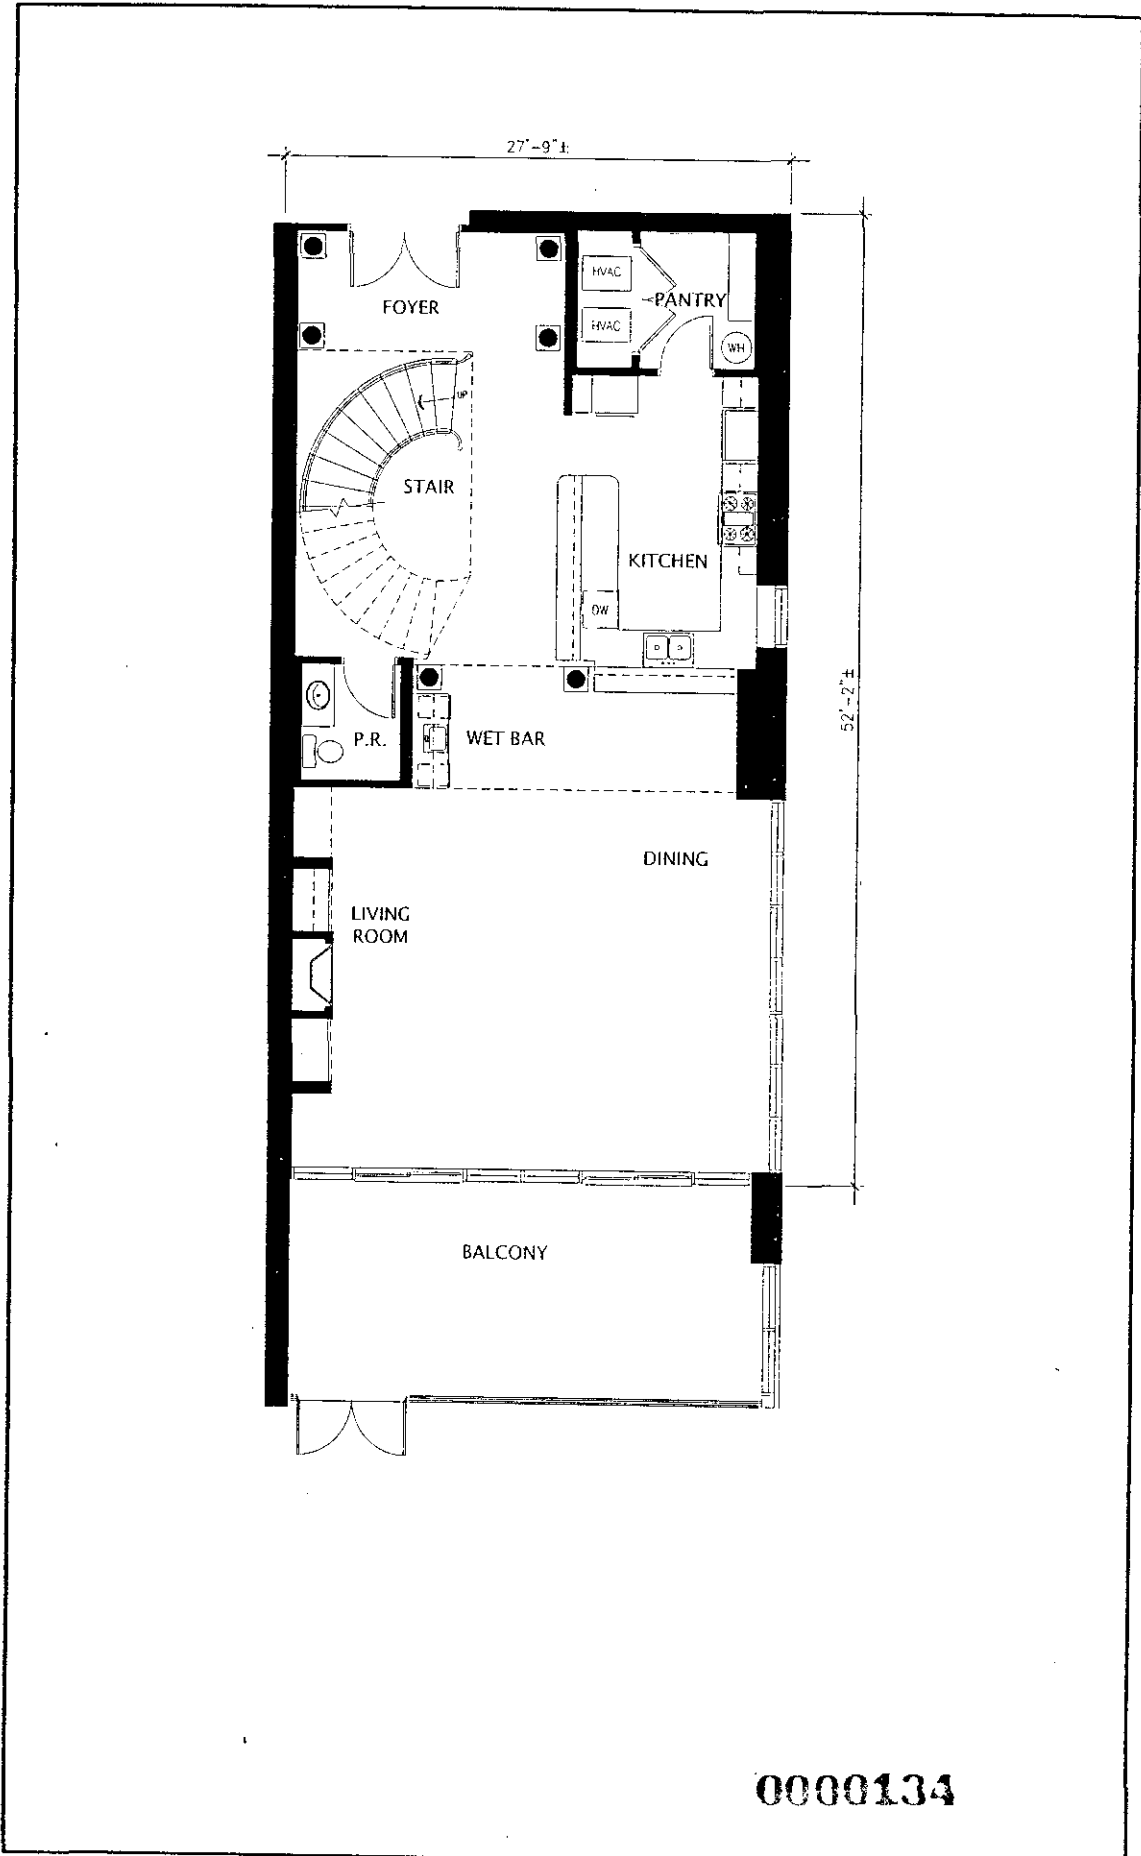 27'-9"±
HVAC
FOYER
PANTRY
HVAC
WH
UP
STAIR
KITCHEN
DW
52'-2"±
P.R.
WET BAR
DINING
LIVING
ROOM
BALCONY
0000134